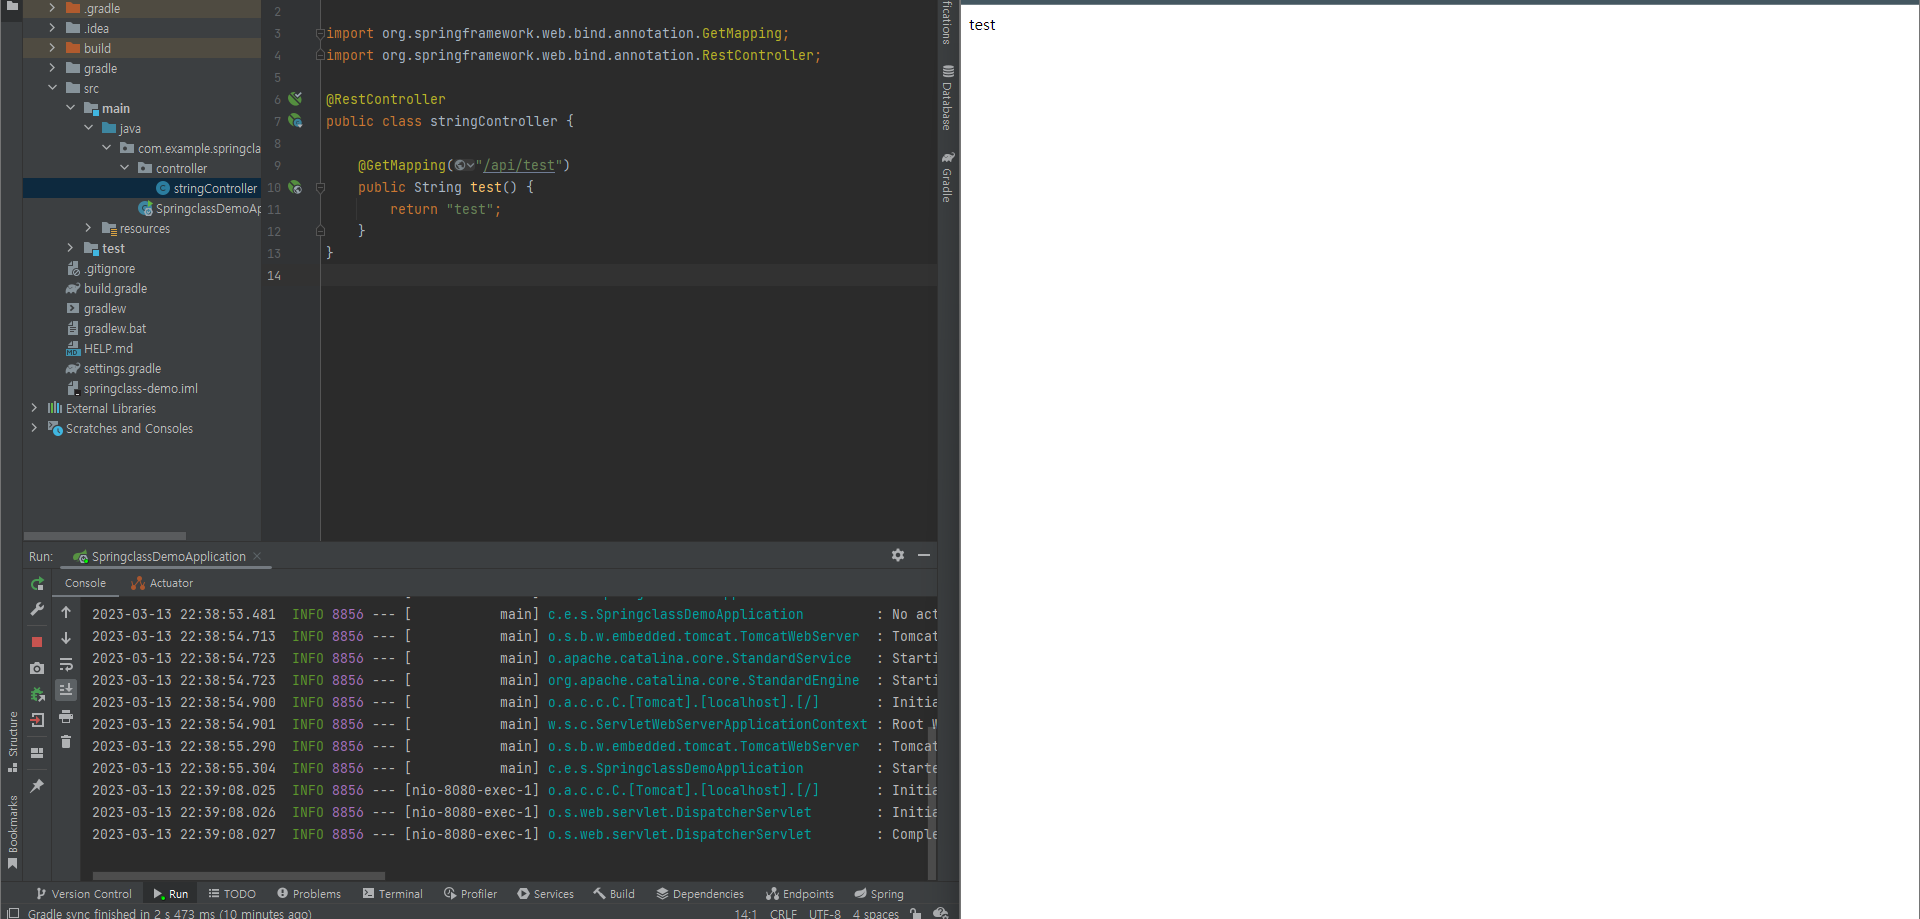 .gradle
.idea
build
gradle
src
main
java
com.example.springcla
controller
stringController
SpringclassDemoAp
resources
test
.gitignore
build.gradle
gradlew
gradlew.bat
HELP.md
settings.gradle
springclass-demo.iml
External Libraries
Scratches and Consoles
2
3 import org.springframework.web.bind.annotation.GetMapping;
4 import org.springframework.web.bind.annotation.RestController;
5
6 @RestController
7 public class stringController {
8
9 @GetMapping("/api/test")
10 public String test() {
11 return "test";
12 }
13 }
14
Database
Gradle
test
Run: SpringclassDemoApplication
Console Actuator
2023-03-13 22:38:53.481 INFO 8856 --- [ main] c.e.s.SpringclassDemoApplication : No act
2023-03-13 22:38:54.713 INFO 8856 --- [ main] o.s.b.w.embedded.tomcat.TomcatWebServer : Tomcat
2023-03-13 22:38:54.723 INFO 8856 --- [ main] o.apache.catalina.core.StandardService : Starti
2023-03-13 22:38:54.723 INFO 8856 --- [ main] org.apache.catalina.core.StandardEngine : Starti
2023-03-13 22:38:54.900 INFO 8856 --- [ main] o.a.c.c.C.[Tomcat].[localhost].[/] : Initia
2023-03-13 22:38:54.901 INFO 8856 --- [ main] w.s.c.ServletWebServerApplicationContext : Root W
2023-03-13 22:38:55.290 INFO 8856 --- [ main] o.s.b.w.embedded.tomcat.TomcatWebServer : Tomcat
2023-03-13 22:38:55.304 INFO 8856 --- [ main] c.e.s.SpringclassDemoApplication : Starte
2023-03-13 22:39:08.025 INFO 8856 --- [nio-8080-exec-1] o.a.c.c.C.[Tomcat].[localhost].[/] : Initia
2023-03-13 22:39:08.026 INFO 8856 --- [nio-8080-exec-1] o.s.web.servlet.DispatcherServlet : Initia
2023-03-13 22:39:08.027 INFO 8856 --- [nio-8080-exec-1] o.s.web.servlet.DispatcherServlet : Comple
Structure
Bookmarks
Version Control Run TODO Problems Terminal Profiler Services Build Dependencies Endpoints Spring
Gradle sync finished in 2 s 473 ms (10 minutes ago) 14:1 CRLF UTF-8 4 spaces